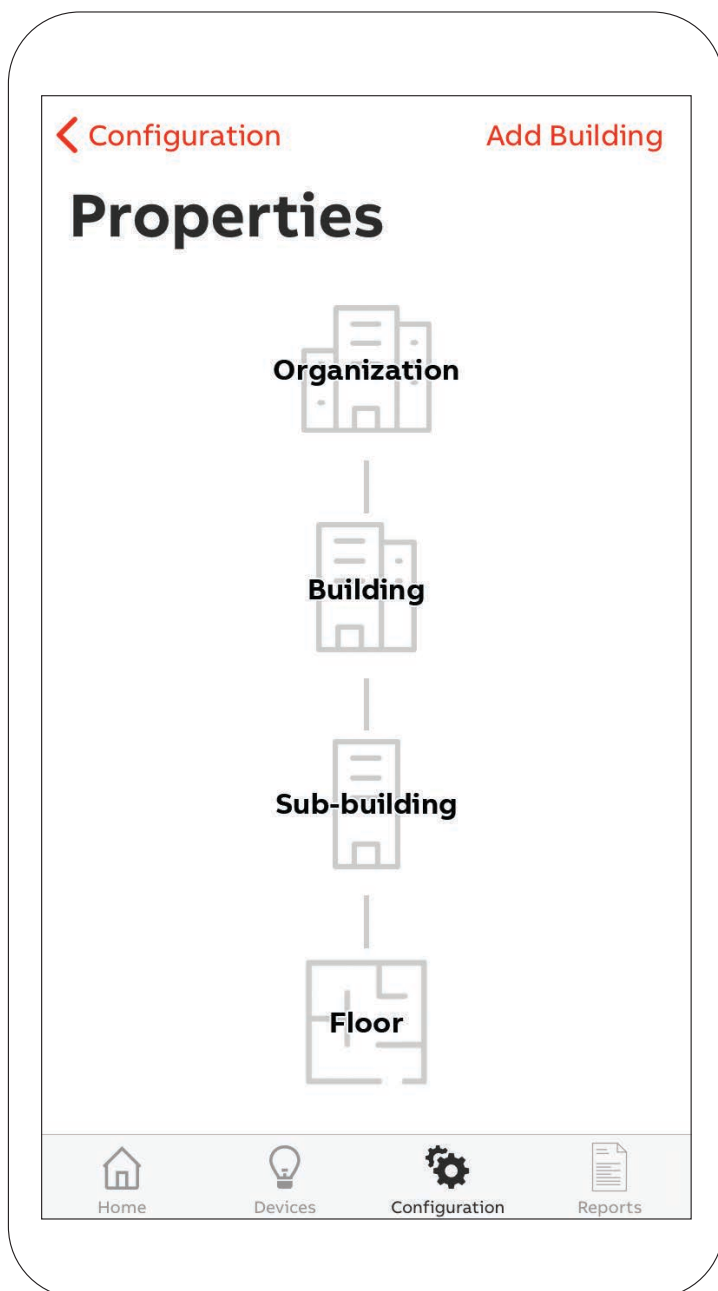 Configuration
Add Building
Properties
Organization
Building
Sub-building
Floor
Home
Devices
Configuration
Reports